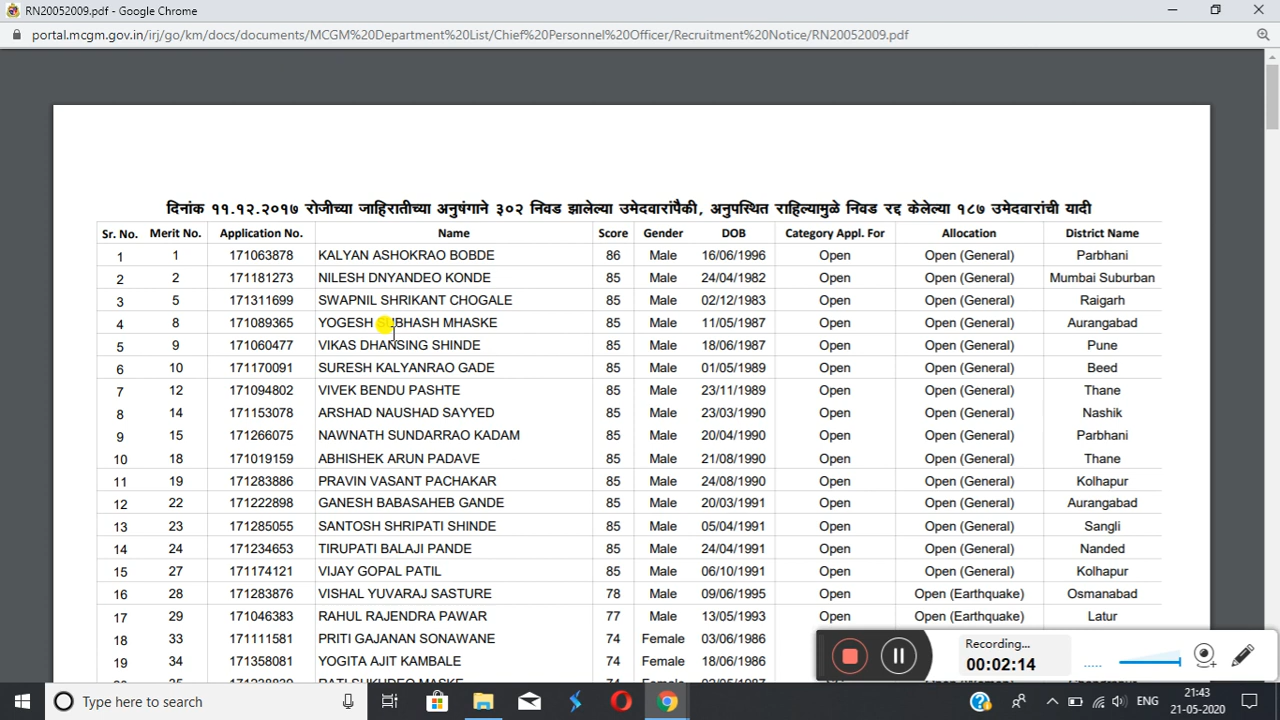 RN20052009.pdf - Google Chrome
portal.mcgm.gov.in/irj/go/km/docs/documents/MCGM%20Department%20List/Chief%20Personnel%20Officer/Recruitment%20Notice/RN20052009.pdf
दिनांक ११.१२.२०१७ रोजीच्या जाहिरातीच्या अनुषंगाने ३०२ निवड झालेल्या उमेदवारांपैकी, अनुपस्थित राहिल्यामुळे निवड रद्द केलेल्या १८७ उमेदवारांची यादी
Sr. No. Merit No. Application No. Name Score Gender DOB Category Appl. For Allocation District Name
1 1 171063878 KALYAN ASHOKRAO BOBDE 86 Male 16/06/1996 Open Open (General) Parbhani
2 2 171181273 NILESH DNYANDEO KONDE 85 Male 24/04/1982 Open Open (General) Mumbai Suburban
3 5 171311699 SWAPNIL SHRIKANT CHOGALE 85 Male 02/12/1983 Open Open (General) Raigarh
4 8 171089365 YOGESH SUBHASH MHASKE 85 Male 11/05/1987 Open Open (General) Aurangabad
5 9 171060477 VIKAS DHANSING SHINDE 85 Male 18/06/1987 Open Open (General) Pune
6 10 171170091 SURESH KALYANRAO GADE 85 Male 01/05/1989 Open Open (General) Beed
7 12 171094802 VIVEK BENDU PASHTE 85 Male 23/11/1989 Open Open (General) Thane
8 14 171153078 ARSHAD NAUSHAD SAYYED 85 Male 23/03/1990 Open Open (General) Nashik
9 15 171266075 NAWNATH SUNDARRAO KADAM 85 Male 20/04/1990 Open Open (General) Parbhani
10 18 171019159 ABHISHEK ARUN PADAVE 85 Male 21/08/1990 Open Open (General) Thane
11 19 171283886 PRAVIN VASANT PACHAKAR 85 Male 24/08/1990 Open Open (General) Kolhapur
12 22 171222898 GANESH BABASAHEB GANDE 85 Male 20/03/1991 Open Open (General) Aurangabad
13 23 171285055 SANTOSH SHRIPATI SHINDE 85 Male 05/04/1991 Open Open (General) Sangli
14 24 171234653 TIRUPATI BALAJI PANDE 85 Male 24/04/1991 Open Open (General) Nanded
15 27 171174121 VIJAY GOPAL PATIL 85 Male 06/10/1991 Open Open (General) Kolhapur
16 28 171283876 VISHAL YUVARAJ SASTURE 78 Male 09/06/1995 Open Open (Earthquake) Osmanabad
17 29 171046383 RAHUL RAJENDRA PAWAR 77 Male 13/05/1993 Open Open (Earthquake) Latur
18 33 171111581 PRITI GAJANAN SONAWANE 74 Female 03/06/1986
19 34 171358081 YOGITA AJIT KAMBALE 74 Female 18/06/1986
Recording...
00:02:14
Type here to search
ENG
21:43
21-05-2020